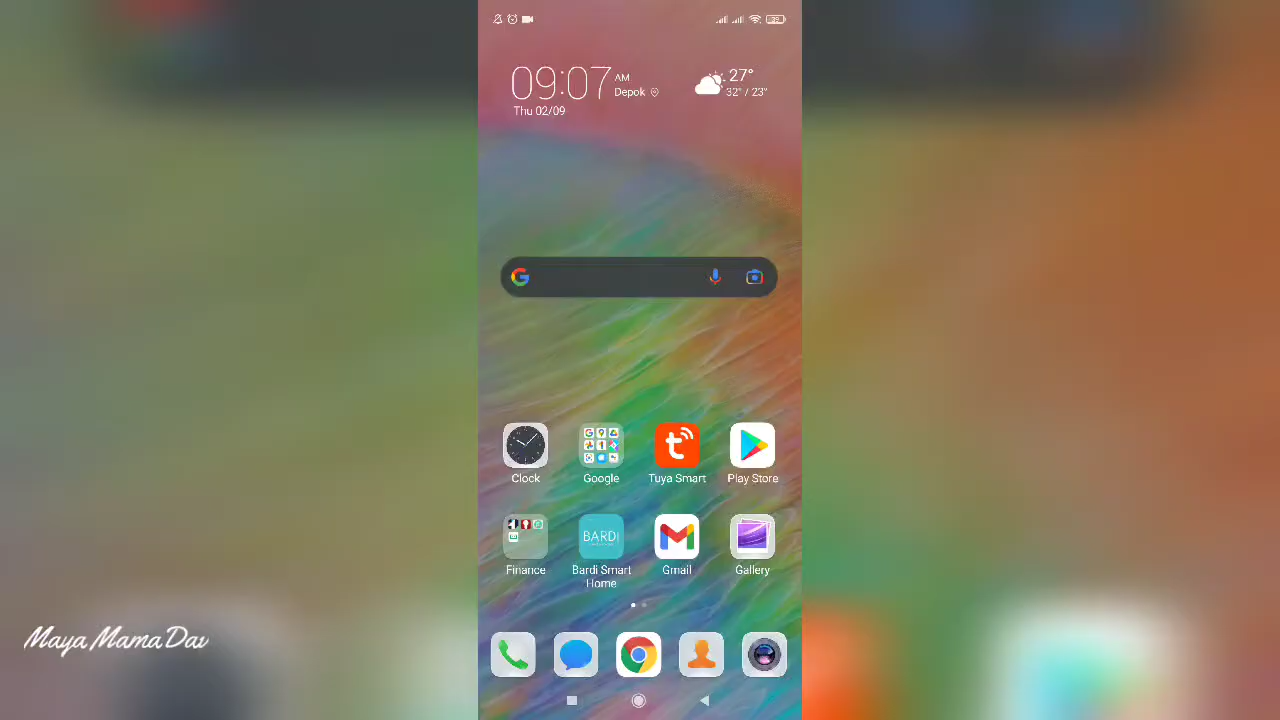 09:07 AM
Depok
Thu 02/09
27°
32° / 23°
Clock
Google
Tuya Smart
Play Store
Finance
BARDI
Bardi Smart
Home
Gmail
Gallery
Maya Mama Dav